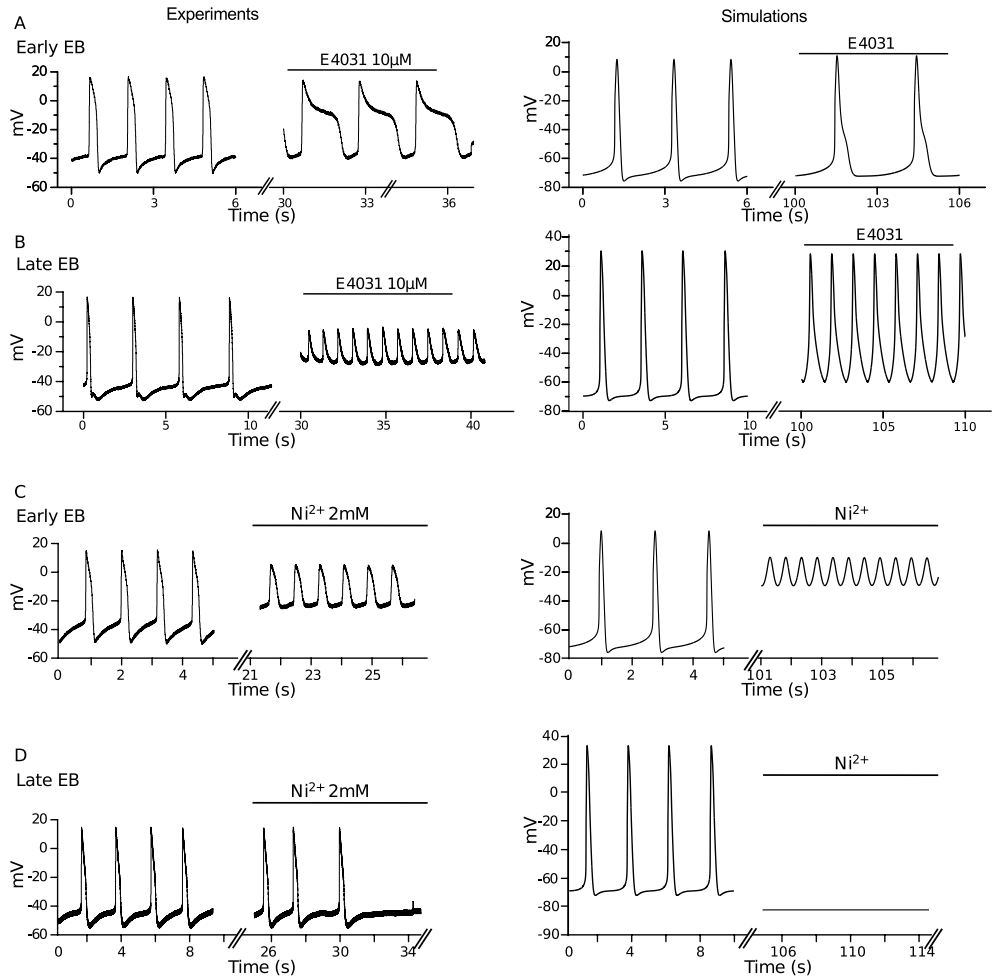 Experiments
Simulations
A
Early EB
E4031 10µM
20
0
-20
-40
-60
mV
0 3 6 30 33 36
Time (s)
E4031
20
0
-20
-40
-60
-80
mV
0 3 6 100 103 106
Time (s)
B
Late EB
E4031 10µM
20
0
-20
-40
-60
mV
0 5 10 30 35 40
Time (s)
E4031
40
20
0
-20
-40
-60
-80
mV
0 5 10 100 105 110
Time (s)
C
Early EB
Ni²⁺ 2mM
20
0
-20
-40
-60
mV
0 2 4 21 23 25
Time (s)
Ni²⁺
20
0
-20
-40
-60
-80
mV
0 2 4 101 103 105
Time (s)
D
Late EB
Ni²⁺ 2mM
20
0
-20
-40
-60
mV
0 4 8 26 30 34
Time (s)
Ni²⁺
40
20
0
-20
-40
-60
-80
-90
mV
0 4 8 106 110 114
Time (s)